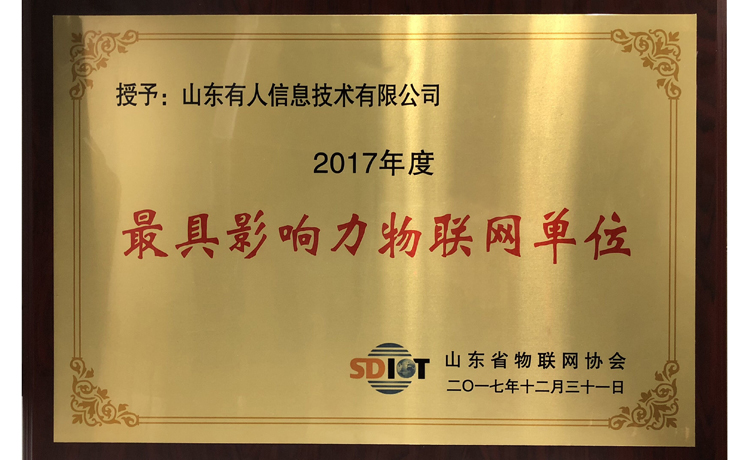 授予：山东有人信息技术有限公司
2017年度
最具影响力物联网单位
SDIOT
山东省物联网协会
二〇一七年十二月三十一日